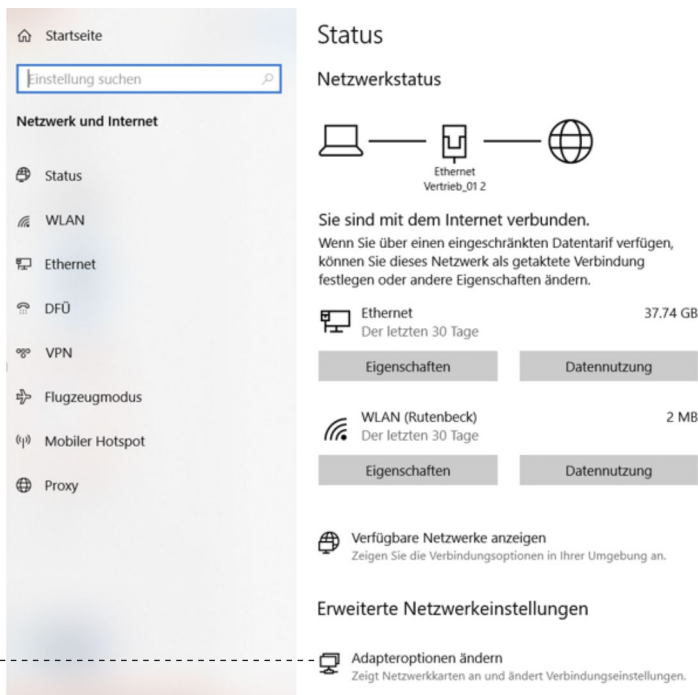 Startseite
Einstellung suchen
Netzwerk und Internet
Status
WLAN
Ethernet
DFÜ
VPN
Flugzeugmodus
Mobiler Hotspot
Proxy
Status
Netzwerkstatus
Ethernet
Vertrieb_01 2
Sie sind mit dem Internet verbunden.
Wenn Sie über einen eingeschränkten Datentarif verfügen,
können Sie dieses Netzwerk als getaktete Verbindung
festlegen oder andere Eigenschaften ändern.
Ethernet 37.74 GB
Der letzten 30 Tage
Eigenschaften Datennutzung
WLAN (Rutenbeck) 2 MB
Der letzten 30 Tage
Eigenschaften Datennutzung
Verfügbare Netzwerke anzeigen
Zeigen Sie die Verbindungsoptionen in Ihrer Umgebung an.
Erweiterte Netzwerkeinstellungen
Adapteroptionen ändern
Zeigt Netzwerkkarten an und ändert Verbindungseinstellungen.